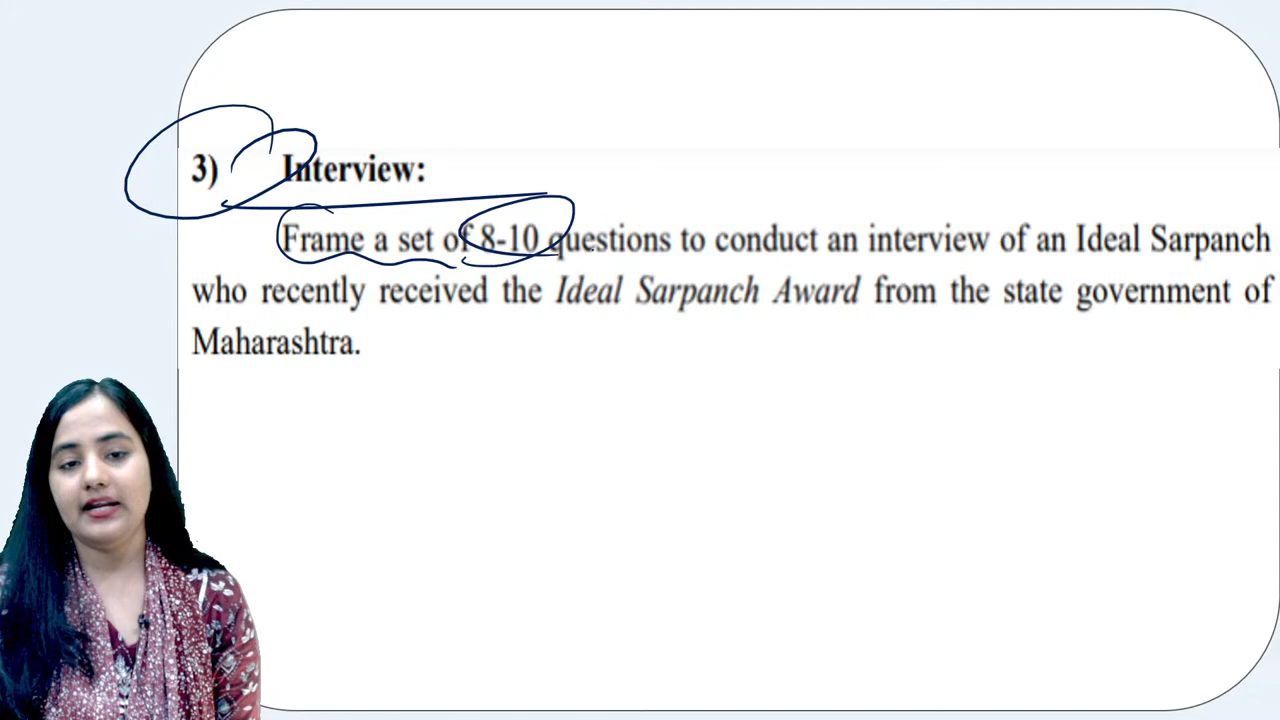 3) Interview:
Frame a set of 8-10 questions to conduct an interview of an Ideal Sarpanch
who recently received the Ideal Sarpanch Award from the state government of
Maharashtra.